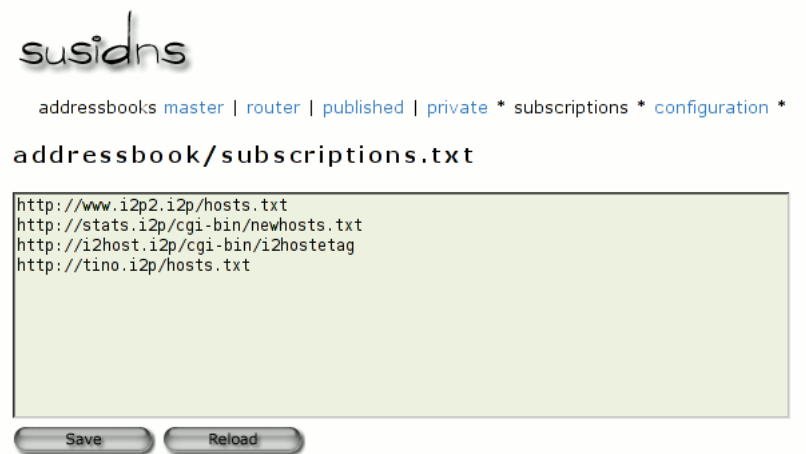 susidns
addressbooks master | router | published | private * subscriptions * configuration *
addressbook/subscriptions.txt
http://www.i2p2.i2p/hosts.txt
http://stats.i2p/cgi-bin/newhosts.txt
http://i2host.i2p/cgi-bin/i2hostetag
http://tino.i2p/hosts.txt
Save Reload